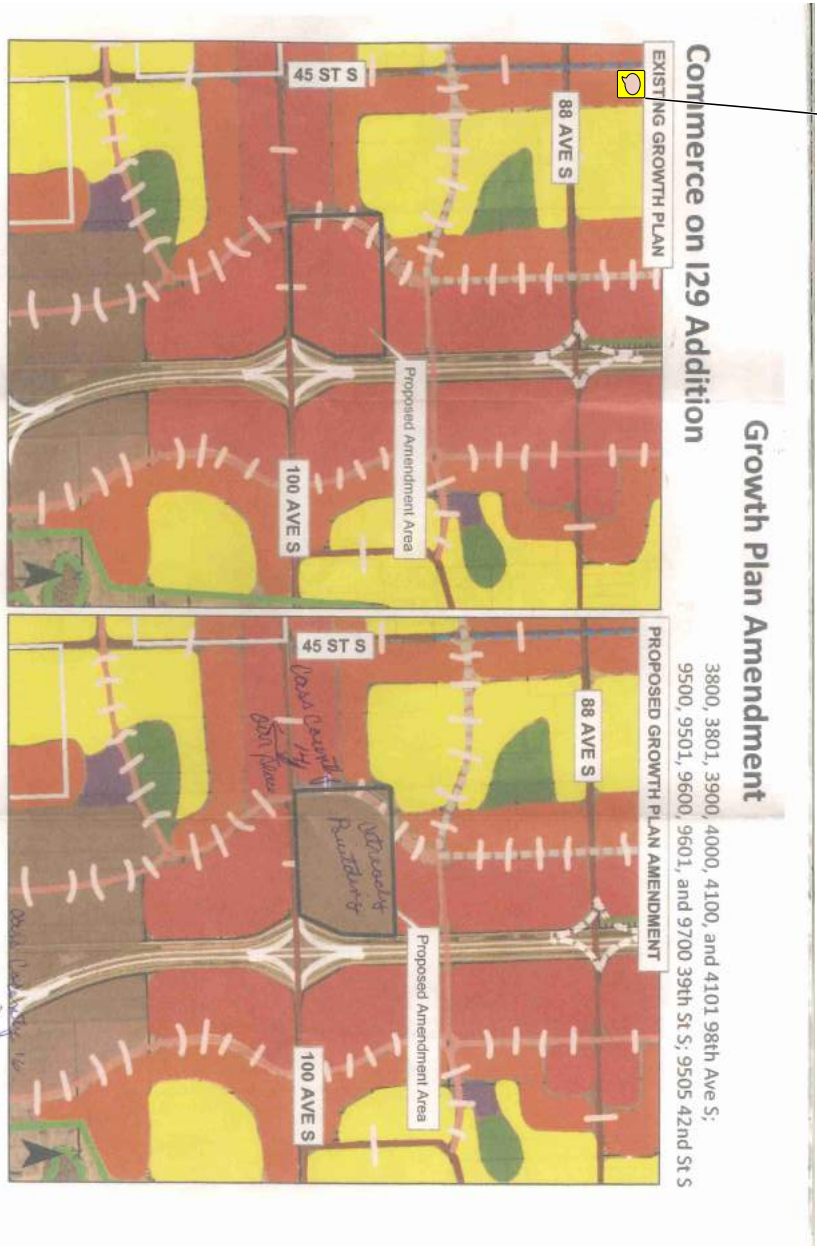 Growth Plan Amendment
Commerce on I29 Addition
3800, 3801, 3900, 4000, 4100, and 4101 98th Ave S;
9500, 9501, 9600, 9601, and 9700 39th St S; 9505 42nd St S
EXISTING GROWTH PLAN
88 AVE S
45 ST S
Proposed Amendment Area
100 AVE S
PROPOSED GROWTH PLAN AMENDMENT
88 AVE S
45 ST S
Cass County
Already
Building
Proposed Amendment Area
100 AVE S